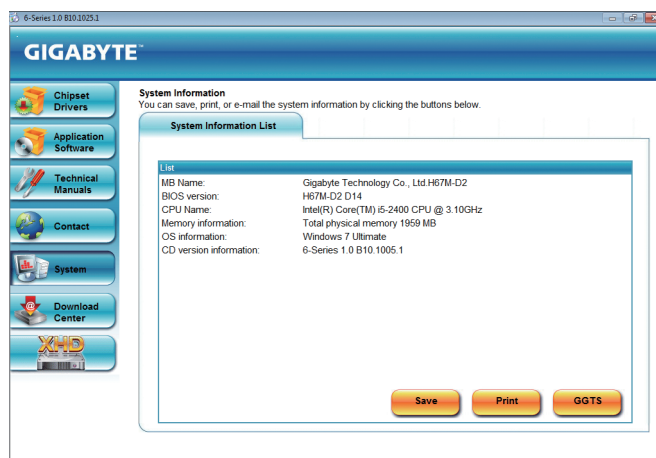 6-Series 1.0 B10.1025.1
GIGABYTE™
Chipset
Drivers
Application
Software
Technical
Manuals
Contact
System
Download
Center
XHD
System Information
You can save, print, or e-mail the system information by clicking the buttons below.
System Information List
List
MB Name: Gigabyte Technology Co., Ltd.H67M-D2
BIOS version: H67M-D2 D14
CPU Name: Intel(R) Core(TM) i5-2400 CPU @ 3.10GHz
Memory information: Total physical memory 1959 MB
OS information: Windows 7 Ultimate
CD version information: 6-Series 1.0 B10.1005.1
Save Print GGTS